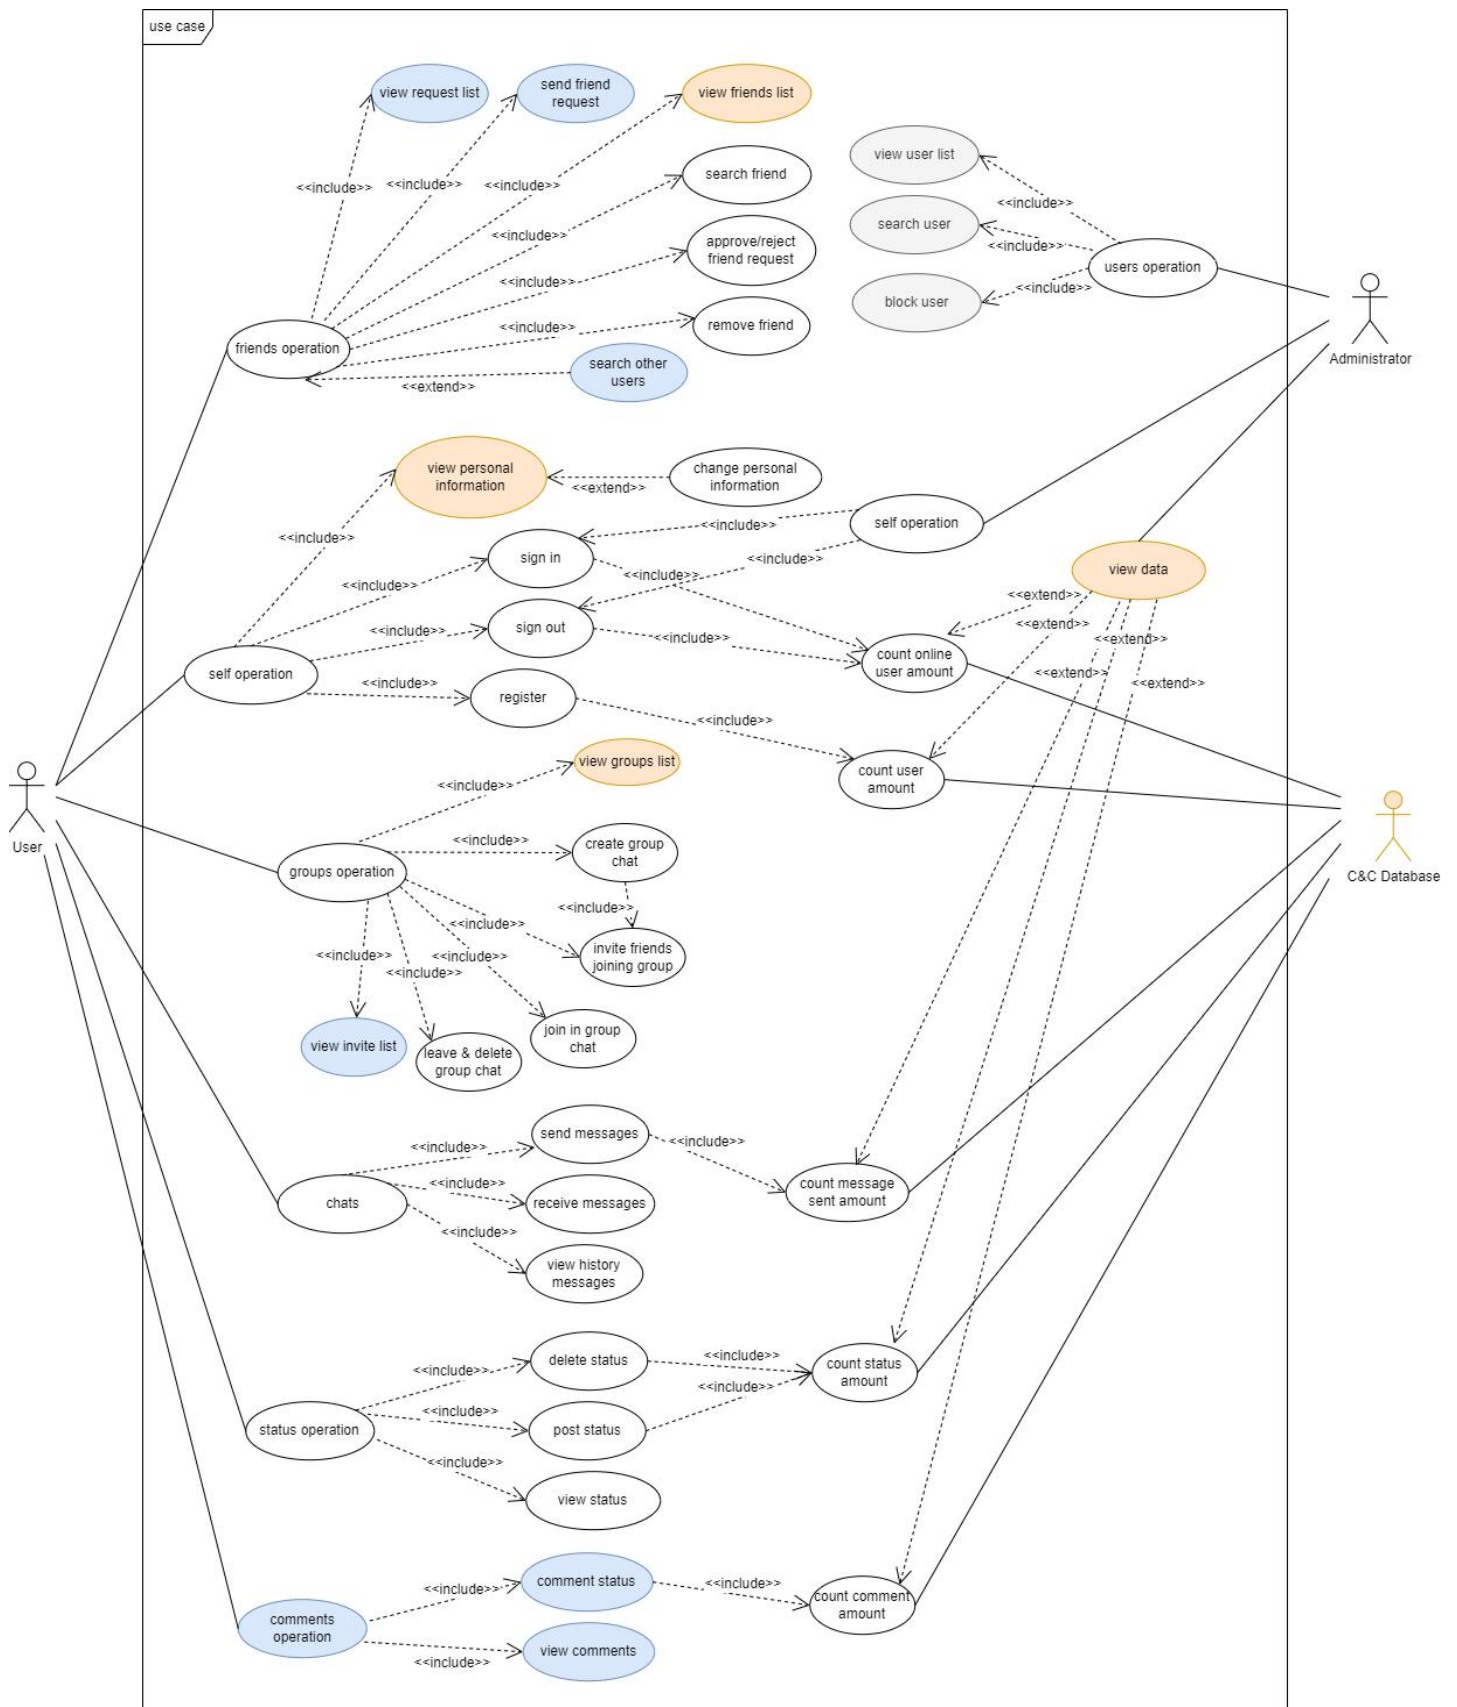 use case
view request list
send friend
request
view friends list
<<include>>
<<include>>
<<include>>
search friend
<<include>>
approve/reject
friend request
<<include>>
remove friend
<<include>>
friends operation
search other
users
<<extend>>
view user list
<<include>>
search user
<<include>>
users operation
block user
<<include>>
Administrator
view personal
information
change personal
information
<<extend>>
<<include>>
self operation
<<include>>
sign in
<<include>>
<<include>>
<<include>>
view data
<<extend>>
<<extend>>
<<extend>>
<<extend>>
<<extend>>
sign out
<<include>>
<<include>>
self operation
<<include>>
register
<<include>>
count online
user amount
count user
amount
User
view groups list
<<include>>
<<include>>
create group
chat
groups operation
<<include>>
<<include>>
invite friends
joining group
<<include>>
<<include>>
<<include>>
view invite list
leave & delete
group chat
join in group
chat
C&C Database
send messages
<<include>>
<<include>>
<<include>>
chats
receive messages
count message
sent amount
<<include>>
view history
messages
delete status
<<include>>
<<include>>
count status
amount
<<include>>
<<include>>
status operation
post status
<<include>>
view status
comment status
<<include>>
<<include>>
count comment
amount
comments
operation
view comments
<<include>>